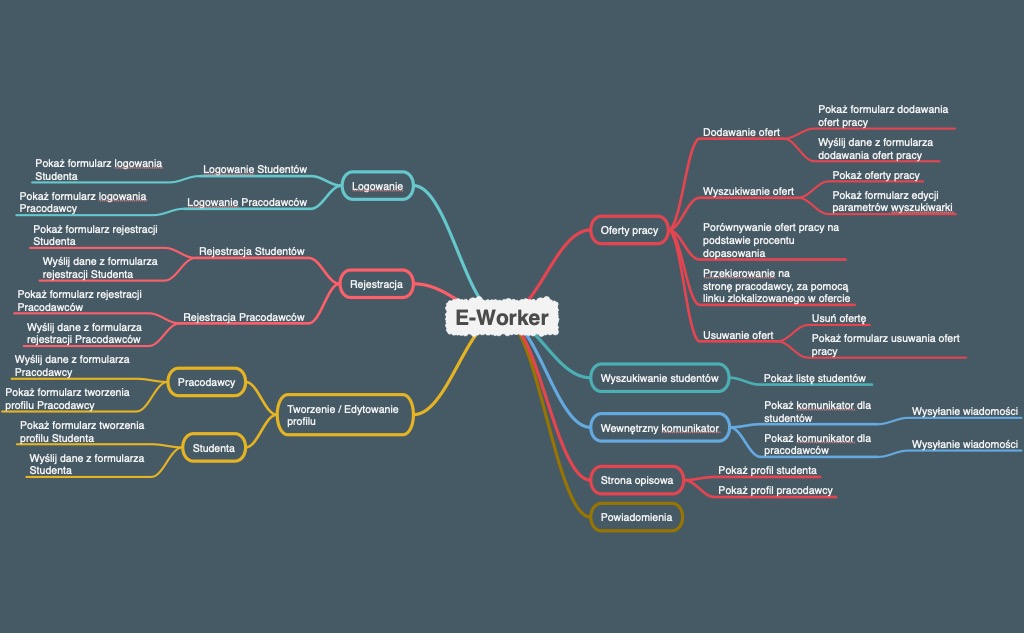 E-Worker
Logowanie
Logowanie Studentów
Pokaż formularz logowania
Studenta
Logowanie Pracodawców
Pokaż formularz logowania
Pracodawcy
Rejestracja
Rejestracja Studentów
Pokaż formularz rejestracji
Studenta
Wyślij dane z formularza
rejestracji Studenta
Rejestracja Pracodawców
Pokaż formularz rejestracji
Pracodawców
Wyślij dane z formularza
rejestracji Pracodawców
Tworzenie / Edytowanie
profilu
Pracodawcy
Wyślij dane z formularza
Pracodawcy
Pokaż formularz tworzenia
profilu Pracodawcy
Studenta
Pokaż formularz tworzenia
profilu Studenta
Wyślij dane z formularza
Studenta
Oferty pracy
Dodawanie ofert
Pokaż formularz dodawania
ofert pracy
Wyślij dane z formularza
dodawania ofert pracy
Wyszukiwanie ofert
Pokaż oferty pracy
Pokaż formularz edycji
parametrów wyszukiwarki
Porównywanie ofert pracy na
podstawie procentu
dopasowania
Przekierowanie na
stronę pracodawcy, za pomocą
linku zlokalizowanego w ofercie
Usuwanie ofert
Usuń ofertę
Pokaż formularz usuwania ofert
pracy
Wyszukiwanie studentów
Pokaż listę studentów
Wewnętrzny komunikator
Pokaż komunikator dla
studentów
Wysyłanie wiadomości
Pokaż komunikator dla
pracodawców
Wysyłanie wiadomości
Strona opisowa
Pokaż profil studenta
Pokaż profil pracodawcy
Powiadomienia